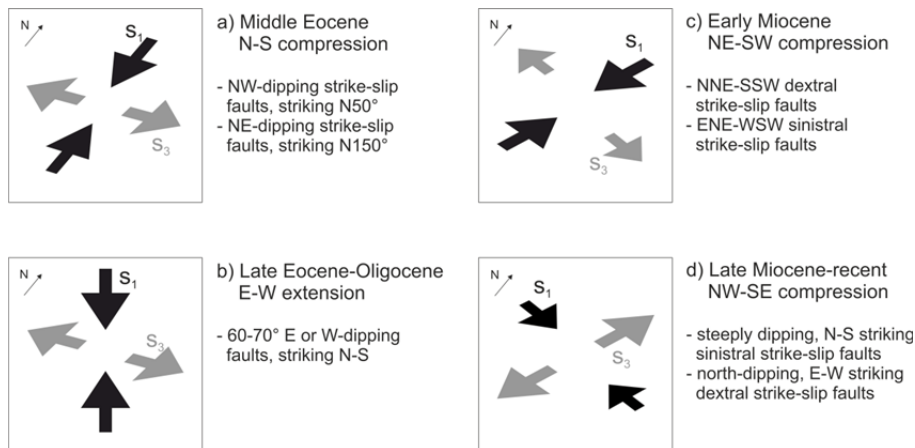 N
S1
S3
a) Middle Eocene
N-S compression
- NW-dipping strike-slip
faults, striking N50°
- NE-dipping strike-slip
faults, striking N150°
N
S1
S3
c) Early Miocene
NE-SW compression
- NNE-SSW dextral
strike-slip faults
- ENE-WSW sinistral
strike-slip faults
N
S1
S3
b) Late Eocene-Oligocene
E-W extension
- 60-70° E or W-dipping
faults, striking N-S
N
S1
S3
d) Late Miocene-recent
NW-SE compression
- steeply dipping, N-S striking
sinistral strike-slip faults
- north-dipping, E-W striking
dextral strike-slip faults